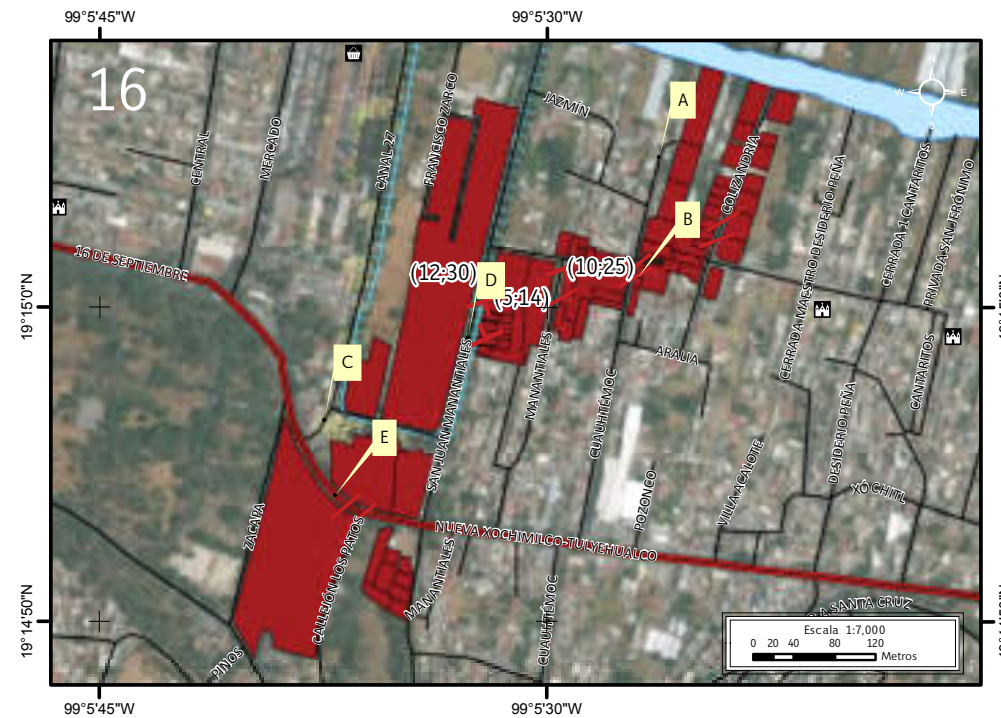 99°5'45"W
99°5'30"W
16
N
W
E
S
A
JAZMÍN
FRANCISCO ZARCO
CENTRAL
MERCADO
CANAL 27
COLIZANDRIA
CERRADA MAESTRO DESIDERIO PEÑA
CERRADA 1 CANTARITOS
PRIVADA SAN JERÓNIMO
B
16 DE SEPTIEMBRE
(12;30)
D
(10;25)
(5;14)
19°15'0"N
C
ARALIA
MANANTIALES
SAN JUAN MANANTIALES
CUAUHTÉMOC
CANTARITOS
DESIDERIO PEÑA
E
VILLA ACALOTE
POZONCO
XÓCHITL
ZACAPA
CALLEJÓN LOS PATOS
NUEVA XOCHIMILCO-TULYEHUALCO
MANANTIALES
CUAUHTÉMOC
SANTA CRUZ
19°14'50"N
PINOS
Escala 1:7,000
0 20 40 80 120
Metros
99°5'45"W
99°5'30"W